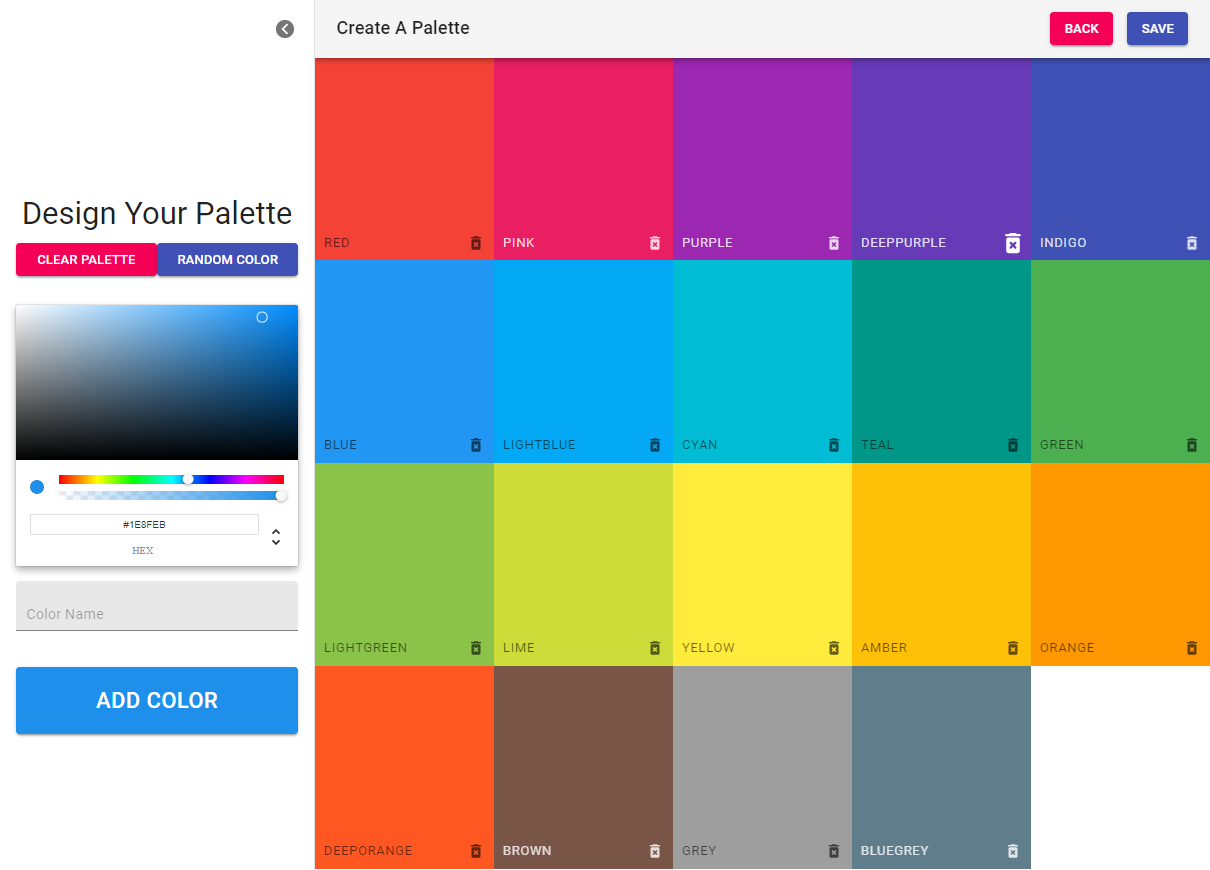 Create A Palette
BACK
SAVE
Design Your Palette
CLEAR PALETTE
RANDOM COLOR
#1E8FEB
HEX
Color Name
ADD COLOR
RED
PINK
PURPLE
DEEPPURPLE
INDIGO
BLUE
LIGHTBLUE
CYAN
TEAL
GREEN
LIGHTGREEN
LIME
YELLOW
AMBER
ORANGE
DEEPORANGE
BROWN
GREY
BLUEGREY